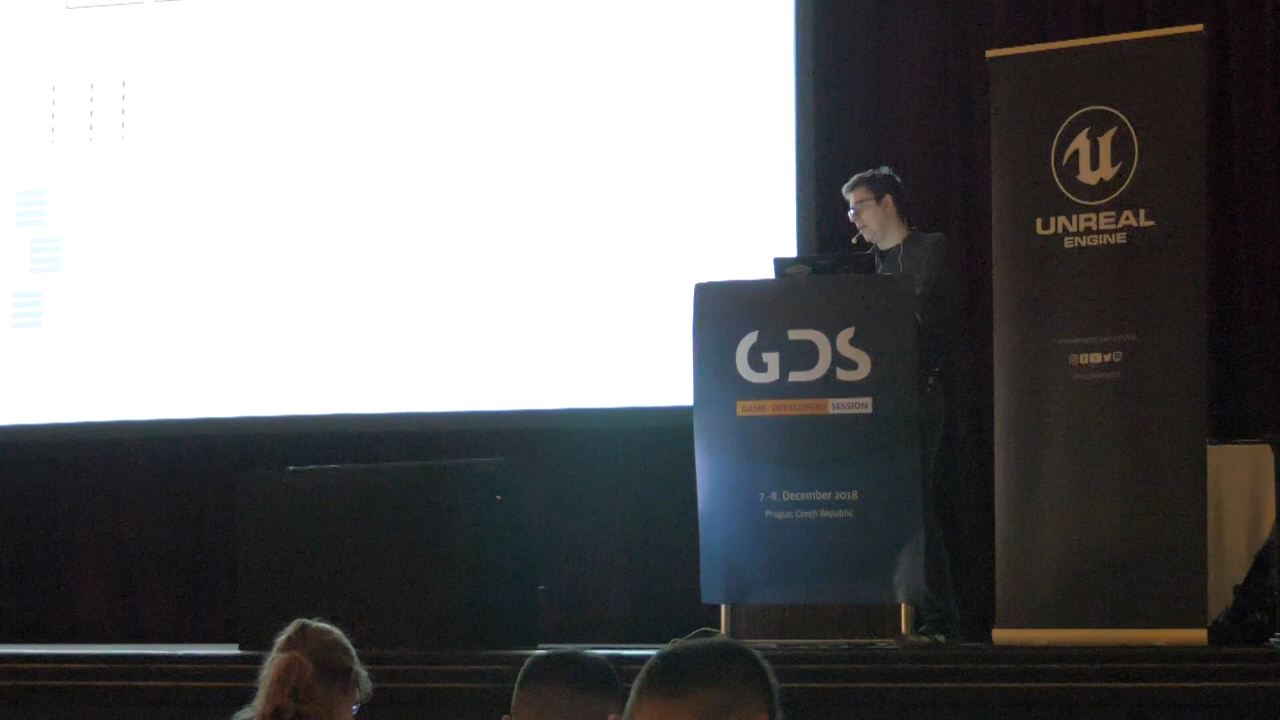 UNREAL
ENGINE
GDS
GAME DEVELOPERS SESSION
7.-8. December 2018
Prague, Czech Republic